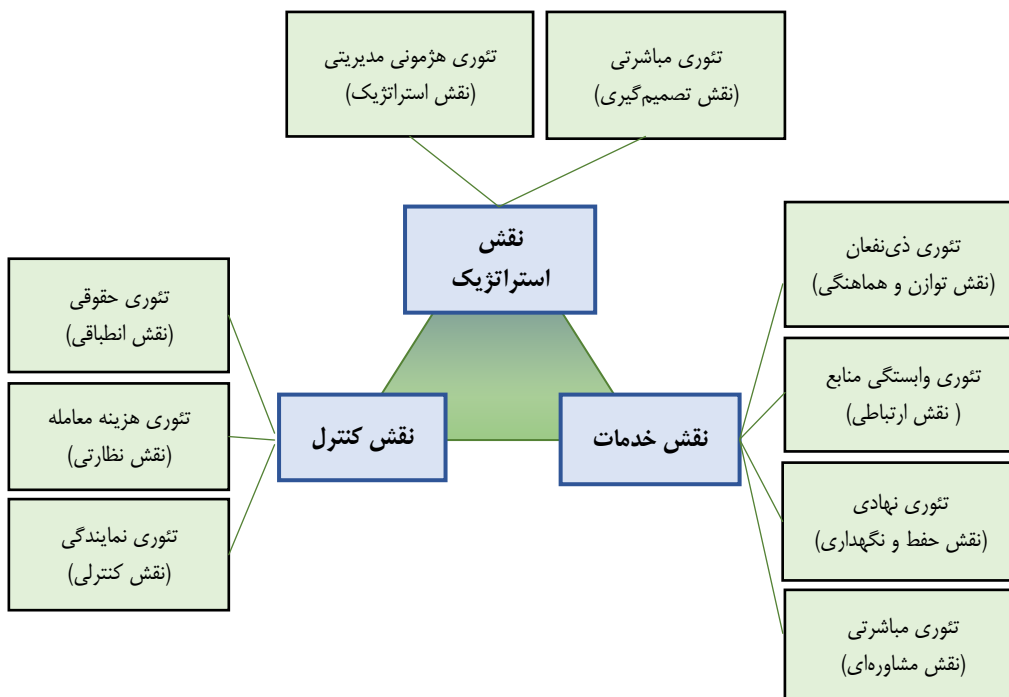 تئوری مباشرتی
(نقش تصمیم‌گیری)
تئوری هژمونی مدیریتی
(نقش استراتژیک)
نقش
استراتژیک
تئوری ذی‌نفعان
(نقش توازن و هماهنگی)
تئوری حقوقی
(نقش انطباقی)
تئوری وابستگی منابع
( نقش ارتباطی)
تئوری هزینه معامله
(نقش نظارتی)
نقش خدمات
نقش کنترل
تئوری نهادی
(نقش حفط و نگهداری)
تئوری نمایندگی
(نقش کنترلی)
تئوری مباشرتی
(نقش مشاوره‌ای)